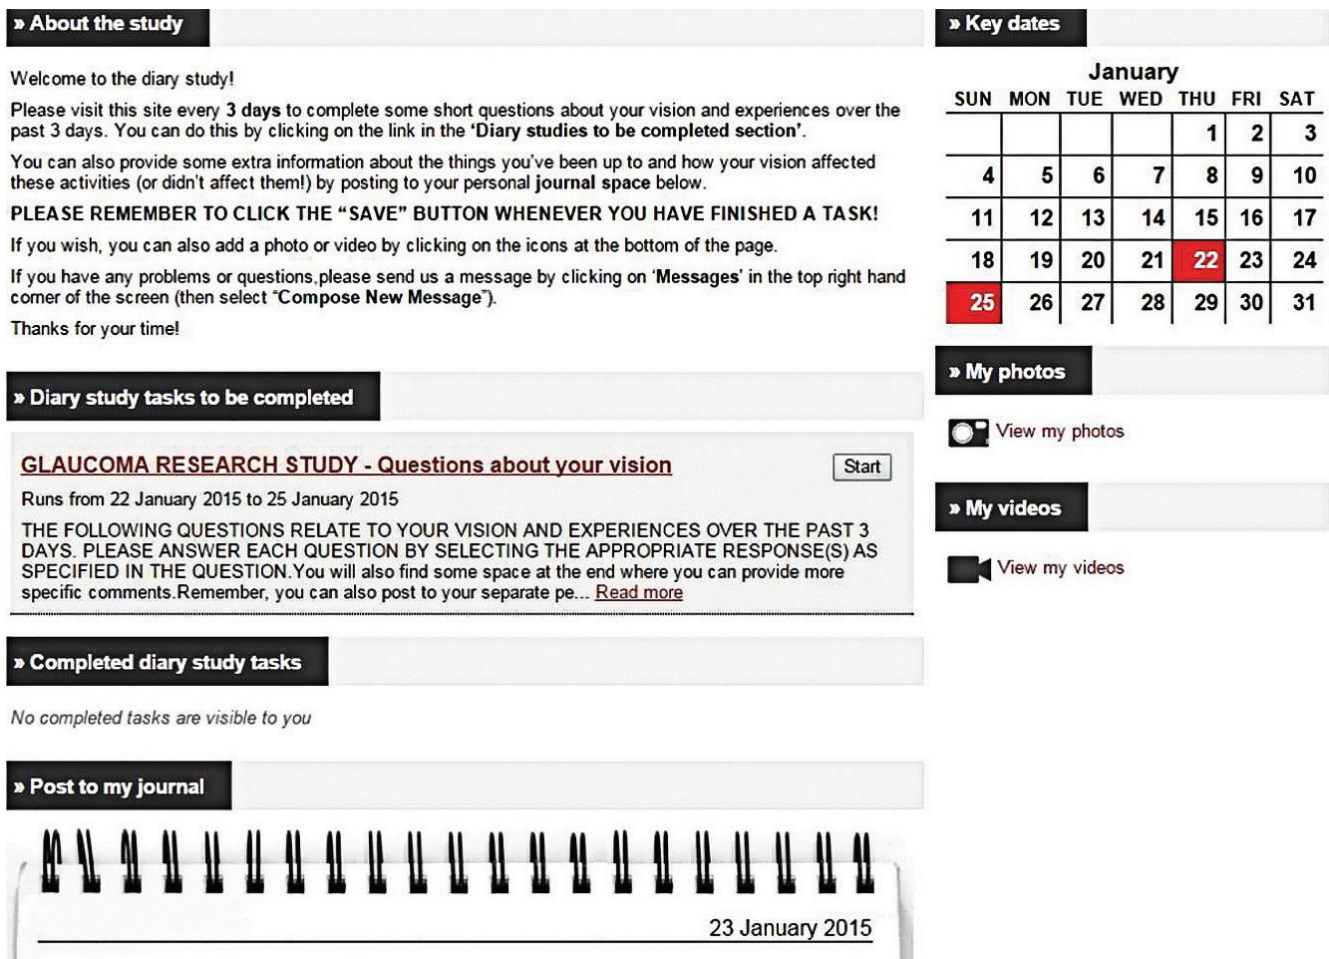 » About the study
Welcome to the diary study!
Please visit this site every 3 days to complete some short questions about your vision and experiences over the
past 3 days. You can do this by clicking on the link in the ‘Diary studies to be completed section’.
You can also provide some extra information about the things you’ve been up to and how your vision affected
these activities (or didn’t affect them!) by posting to your personal journal space below.
PLEASE REMEMBER TO CLICK THE “SAVE” BUTTON WHENEVER YOU HAVE FINISHED A TASK!
If you wish, you can also add a photo or video by clicking on the icons at the bottom of the page.
If you have any problems or questions,please send us a message by clicking on ‘Messages’ in the top right hand
corner of the screen (then select “Compose New Message”).
Thanks for your time!
» Diary study tasks to be completed
GLAUCOMA RESEARCH STUDY - Questions about your vision
Start
Runs from 22 January 2015 to 25 January 2015
THE FOLLOWING QUESTIONS RELATE TO YOUR VISION AND EXPERIENCES OVER THE PAST 3
DAYS. PLEASE ANSWER EACH QUESTION BY SELECTING THE APPROPRIATE RESPONSE(S) AS
SPECIFIED IN THE QUESTION.You will also find some space at the end where you can provide more
specific comments.Remember, you can also post to your separate pe... Read more
» Completed diary study tasks
No completed tasks are visible to you
» Post to my journal
23 January 2015
» Key dates
January
SUN MON TUE WED THU FRI SAT
1 2 3
4 5 6 7 8 9 10
11 12 13 14 15 16 17
18 19 20 21 22 23 24
25 26 27 28 29 30 31
» My photos
View my photos
» My videos
View my videos